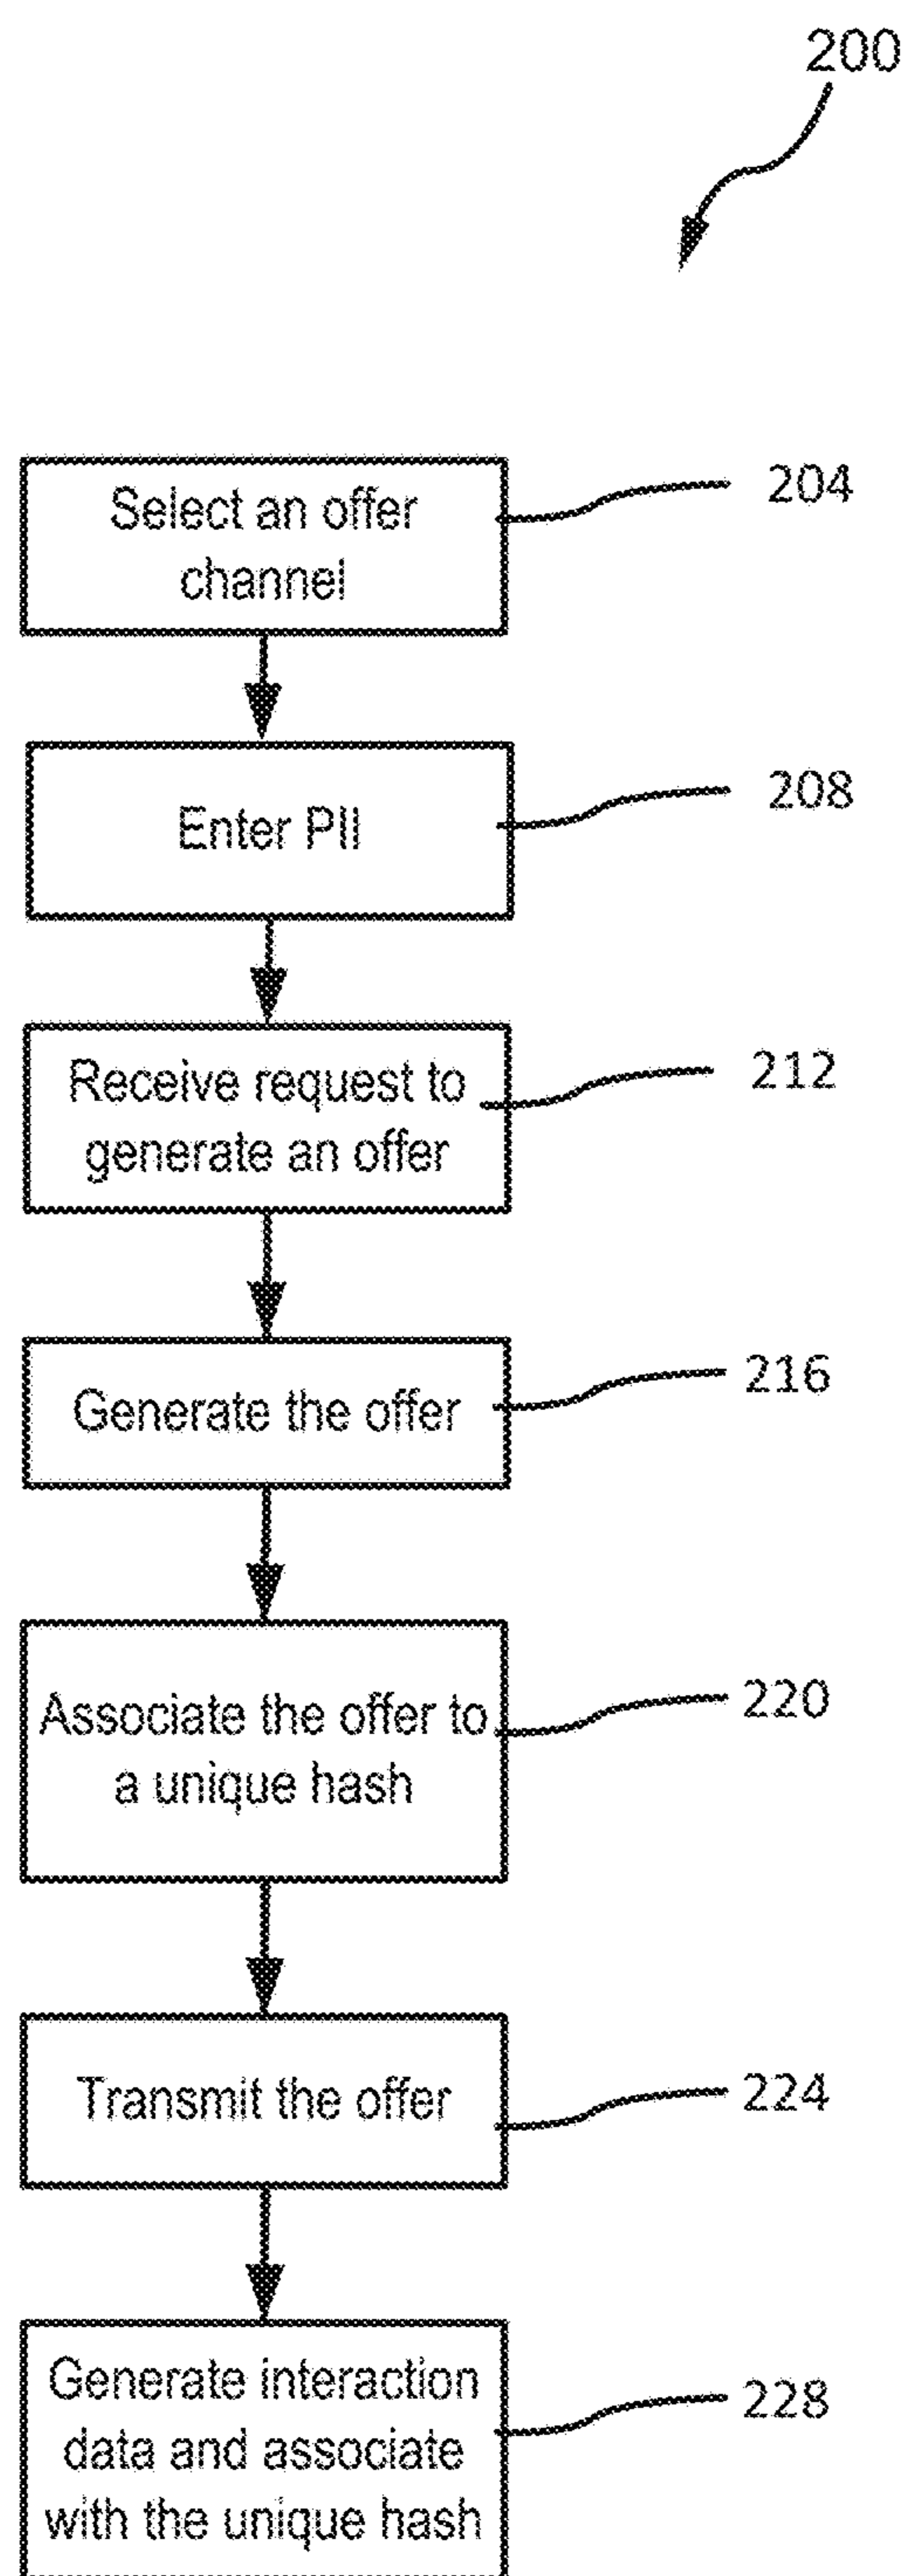 200
Select an offer
channel
204
Enter PII
208
Receive request to
generate an offer
212
Generate the offer
216
Associate the offer to
a unique hash
220
Transmit the offer
224
Generate interaction
data and associate
with the unique hash
228